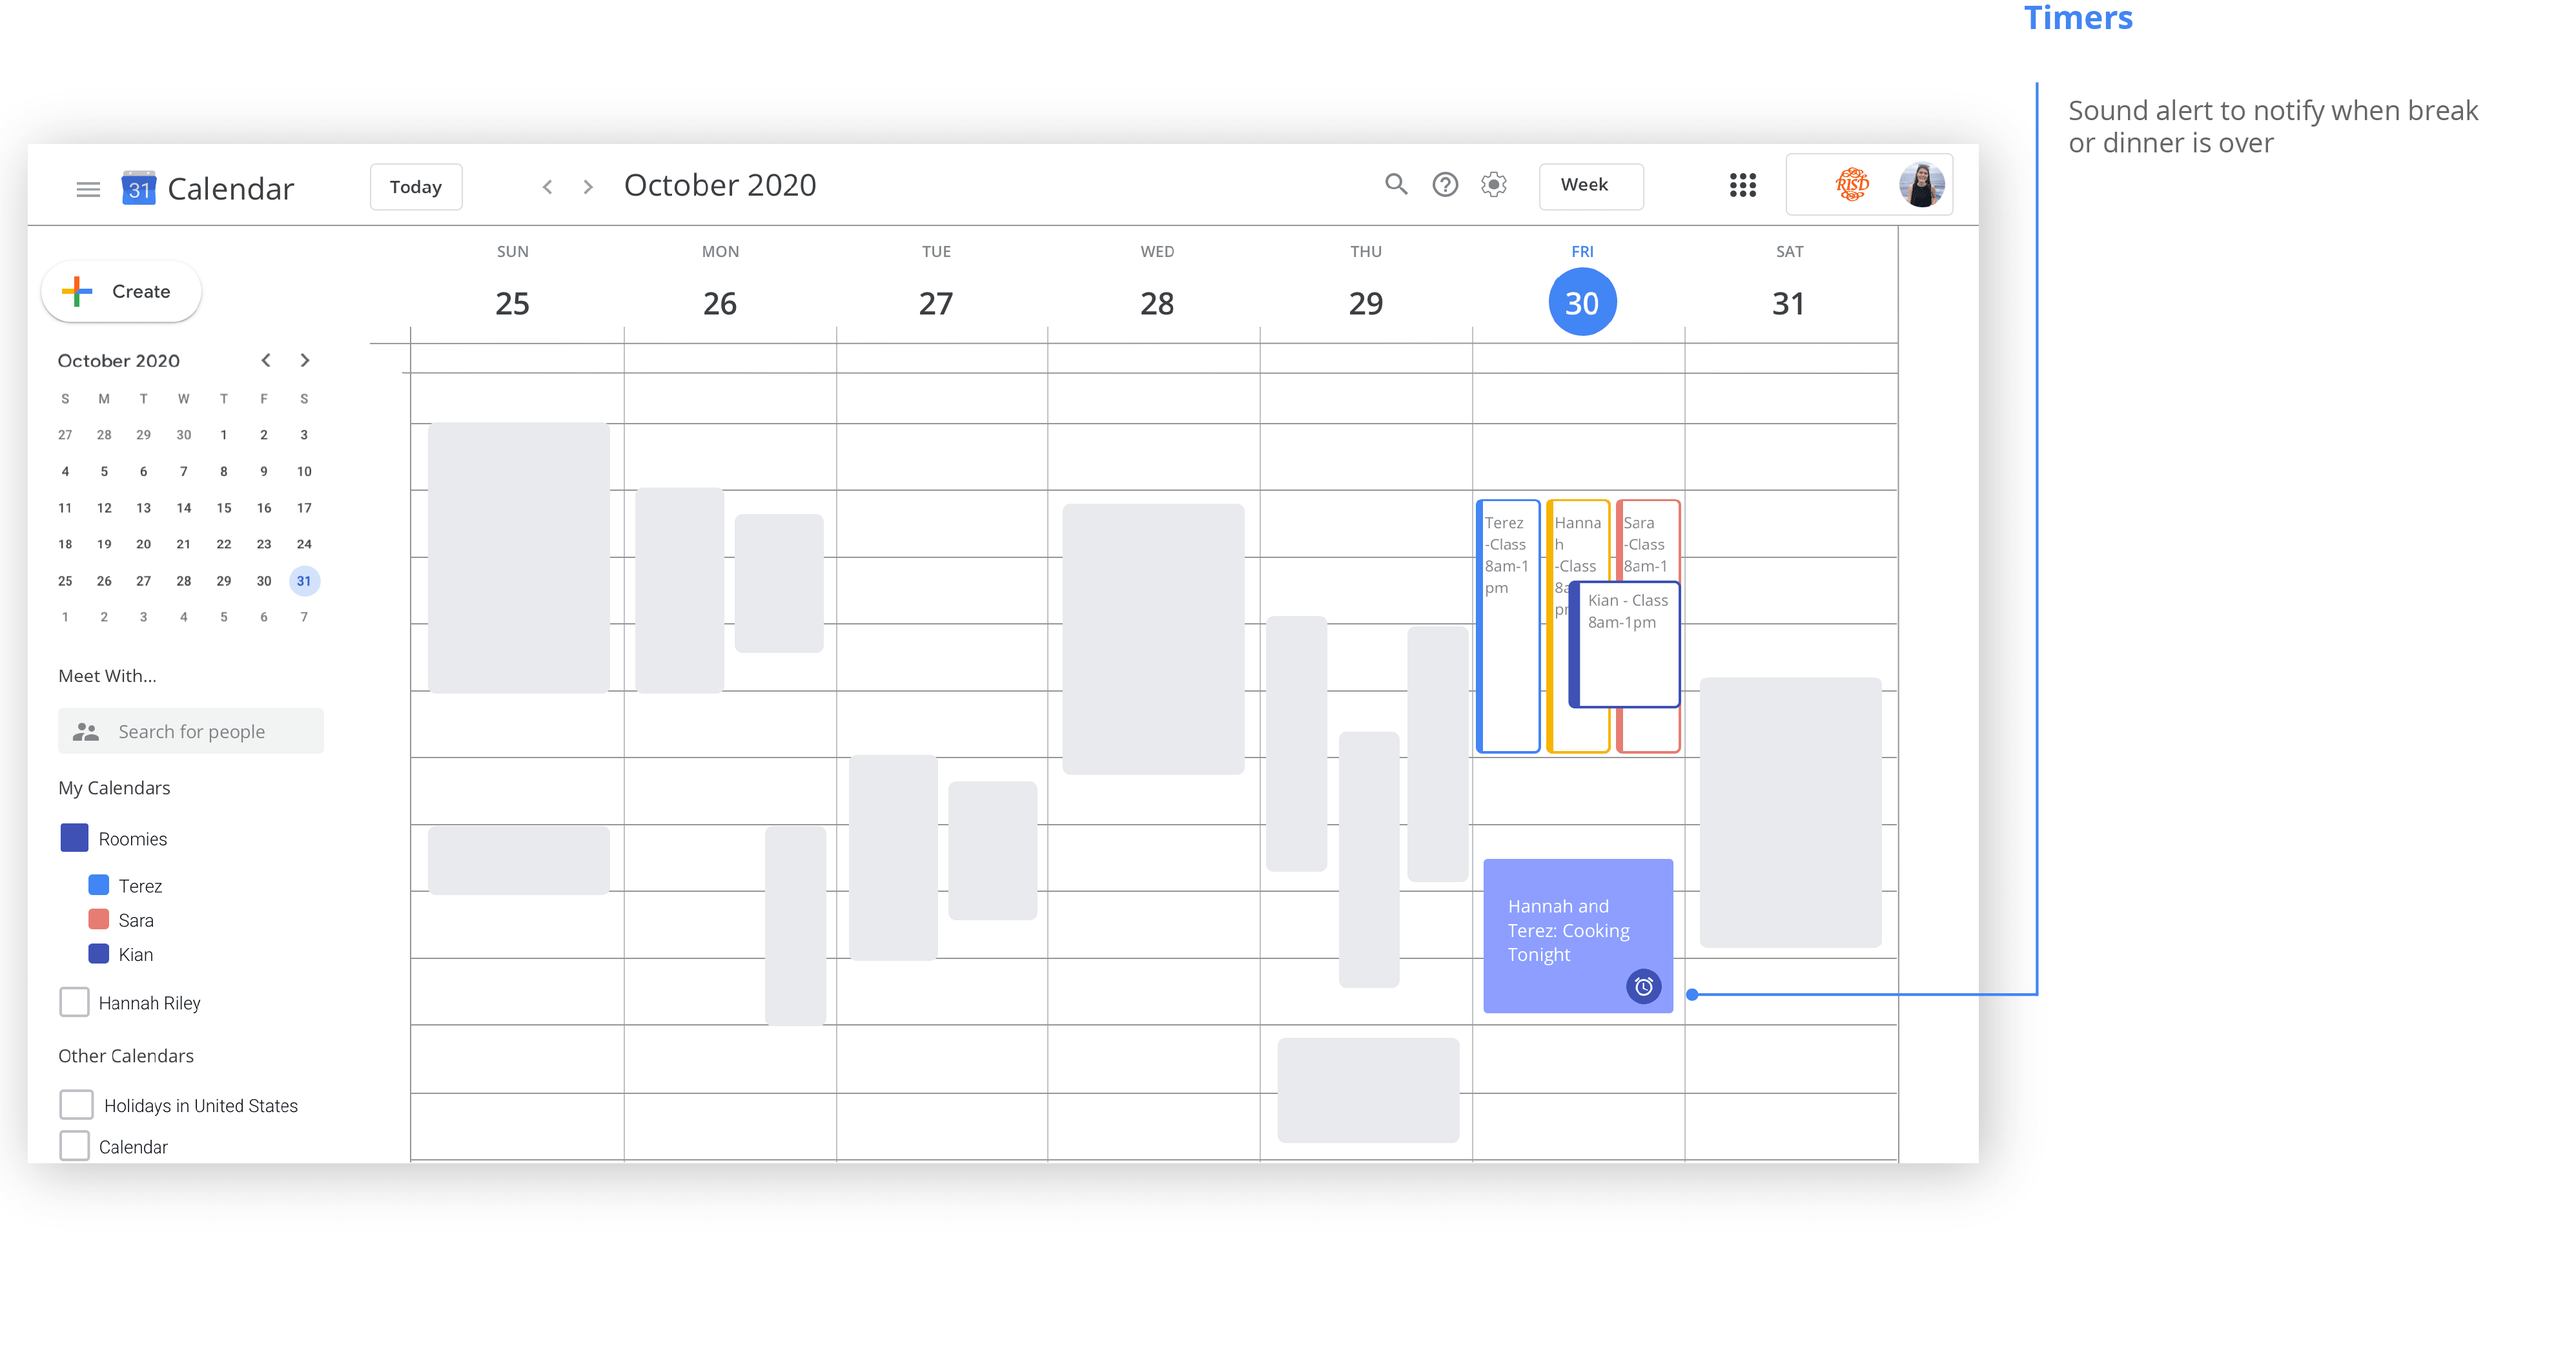 Timers
Sound alert to notify when break
or dinner is over
31
Calendar
Today
October 2020
Week
RISD
Create
October 2020
S M T W T F S
27 28 29 30 1 2 3
4 5 6 7 8 9 10
11 12 13 14 15 16 17
18 19 20 21 22 23 24
25 26 27 28 29 30 31
1 2 3 4 5 6 7
Meet With...
Search for people
My Calendars
Roomies
Terez
Sara
Kian
Hannah Riley
Other Calendars
Holidays in United States
Calendar
SUN MON TUE WED THU FRI SAT
25 26 27 28 29 30 31
Terez
-Class
8am-1
pm
Hanna
h
-Class
Sara
-Class
8am-1
Kian - Class
8am-1pm
Hannah and
Terez: Cooking
Tonight